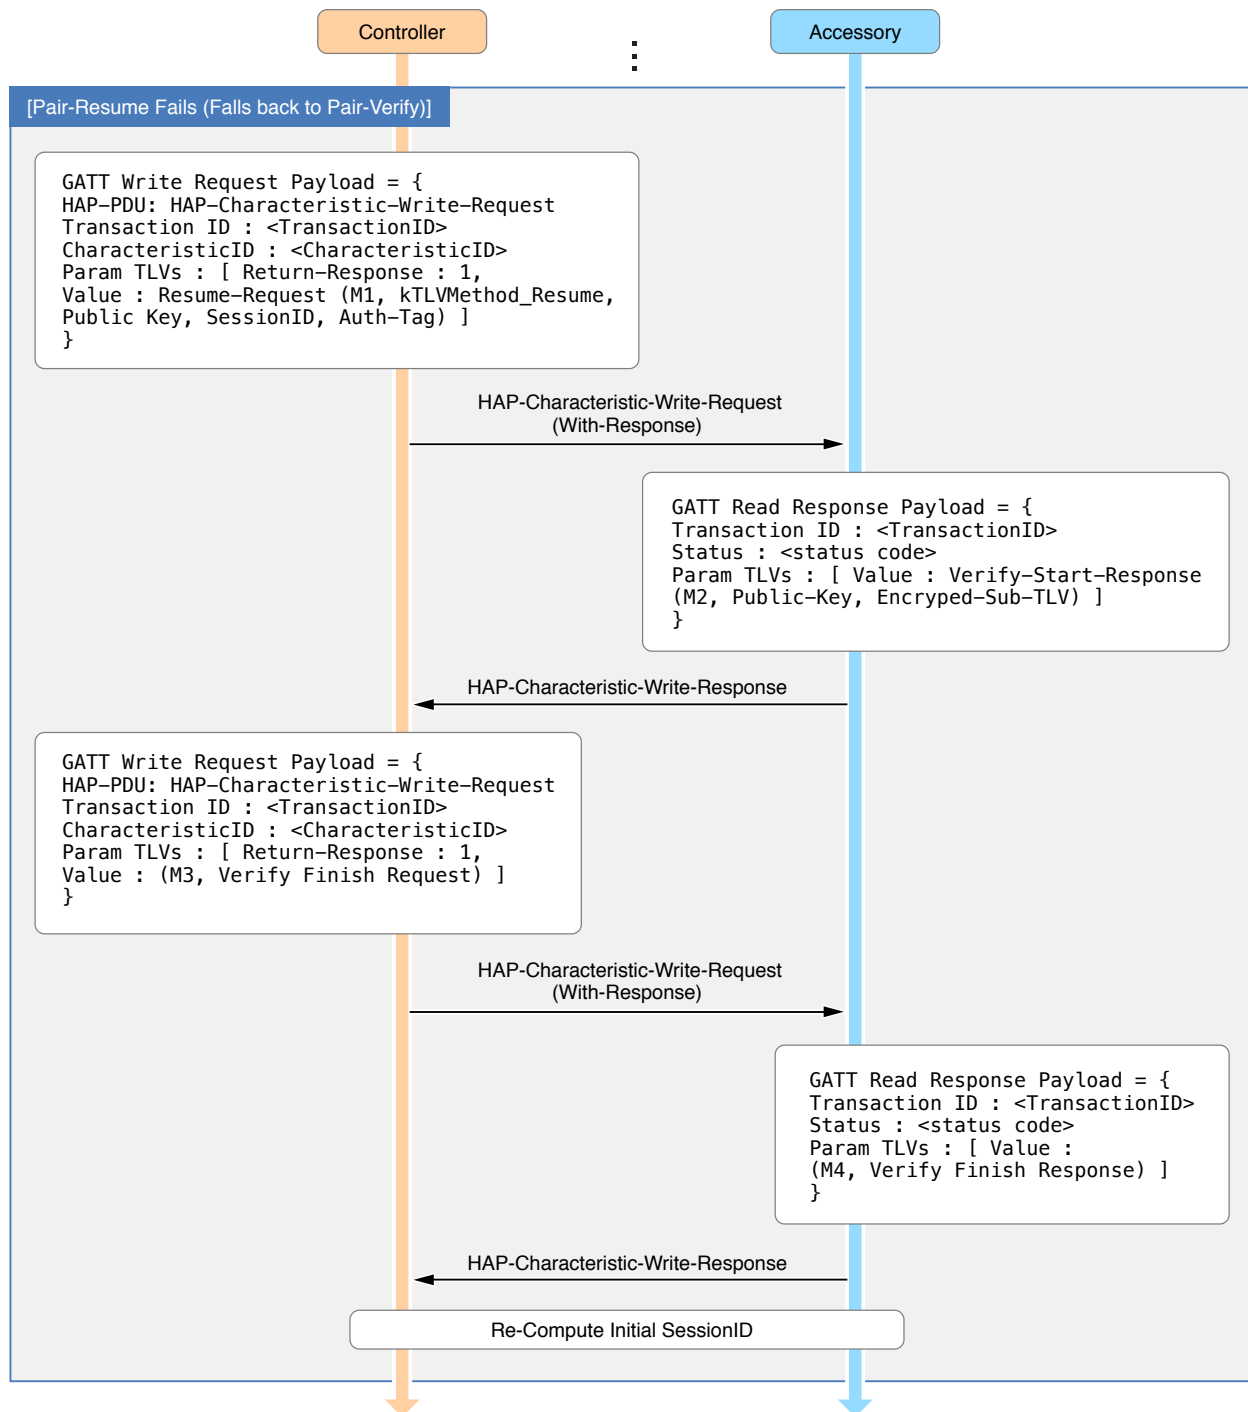 Controller
Accessory
[Pair-Resume Fails (Falls back to Pair-Verify)]
GATT Write Request Payload = {
HAP-PDU: HAP-Characteristic-Write-Request
Transaction ID : <TransactionID>
CharacteristicID : <CharacteristicID>
Param TLVs : [ Return-Response : 1,
Value : Resume-Request (M1, kTLVMethod_Resume,
Public Key, SessionID, Auth-Tag) ]
}
HAP-Characteristic-Write-Request
(With-Response)
GATT Read Response Payload = {
Transaction ID : <TransactionID>
Status : <status code>
Param TLVs : [ Value : Verify-Start-Response
(M2, Public-Key, Encryped-Sub-TLV) ]
}
HAP-Characteristic-Write-Response
GATT Write Request Payload = {
HAP-PDU: HAP-Characteristic-Write-Request
Transaction ID : <TransactionID>
CharacteristicID : <CharacteristicID>
Param TLVs : [ Return-Response : 1,
Value : (M3, Verify Finish Request) ]
}
HAP-Characteristic-Write-Request
(With-Response)
GATT Read Response Payload = {
Transaction ID : <TransactionID>
Status : <status code>
Param TLVs : [ Value :
(M4, Verify Finish Response) ]
}
HAP-Characteristic-Write-Response
Re-Compute Initial SessionID